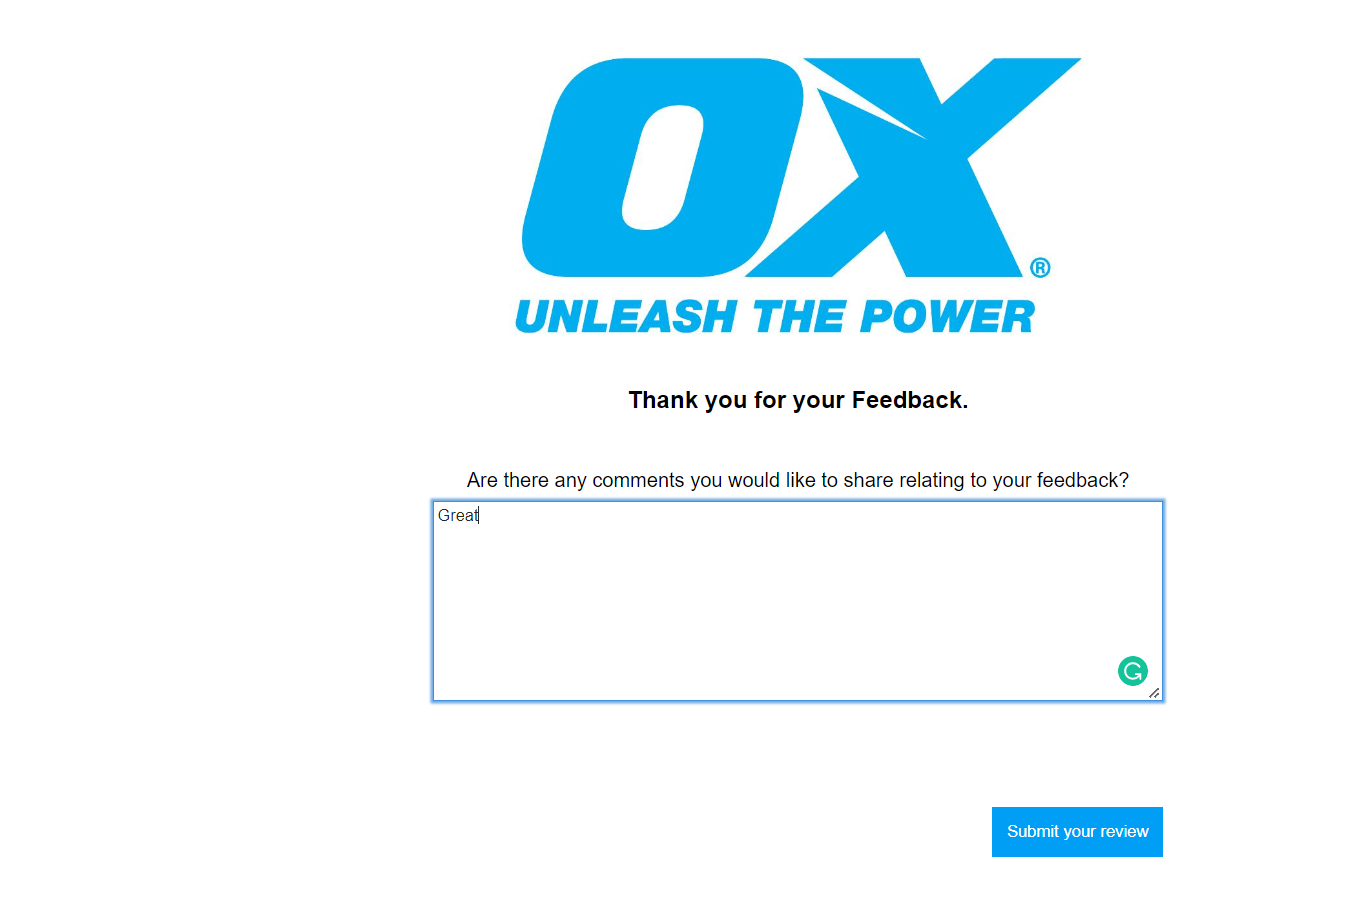 OX®
UNLEASH THE POWER
Thank you for your Feedback.
Are there any comments you would like to share relating to your feedback?
Great
Submit your review